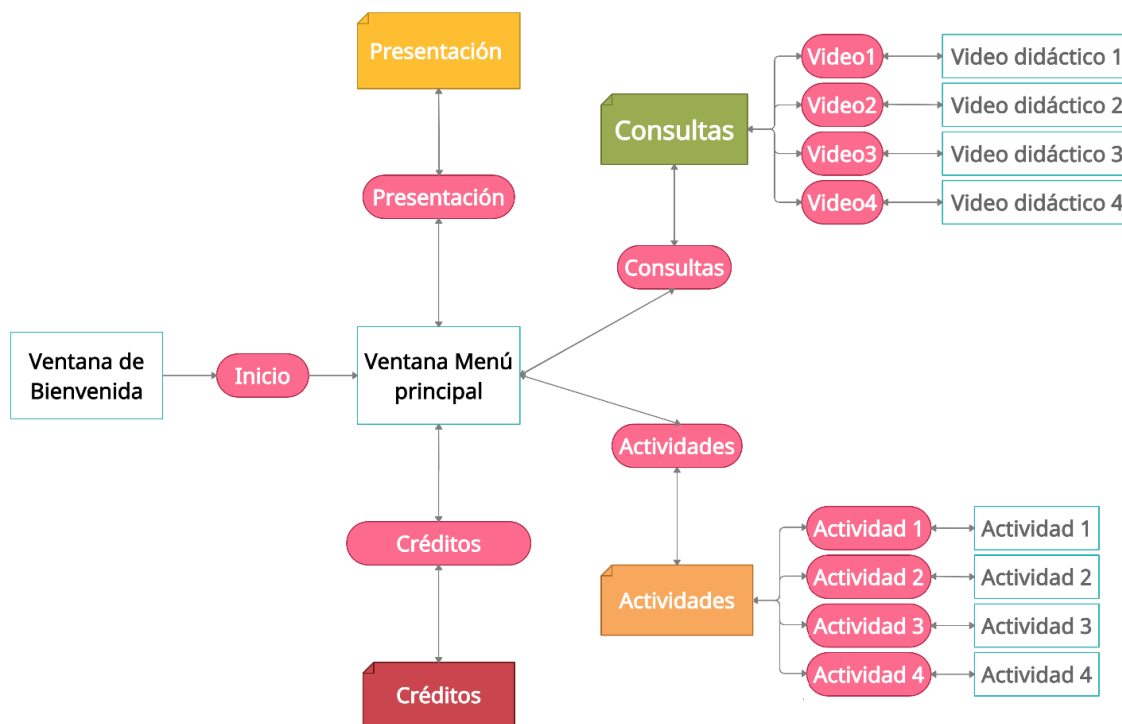 Presentación
Presentación
Consultas
Video1
Video didáctico 1
Video2
Video didáctico 2
Video3
Video didáctico 3
Video4
Video didáctico 4
Consultas
Ventana de
Bienvenida
Inicio
Ventana Menú
principal
Actividades
Créditos
Créditos
Actividades
Actividad 1
Actividad 1
Actividad 2
Actividad 2
Actividad 3
Actividad 3
Actividad 4
Actividad 4